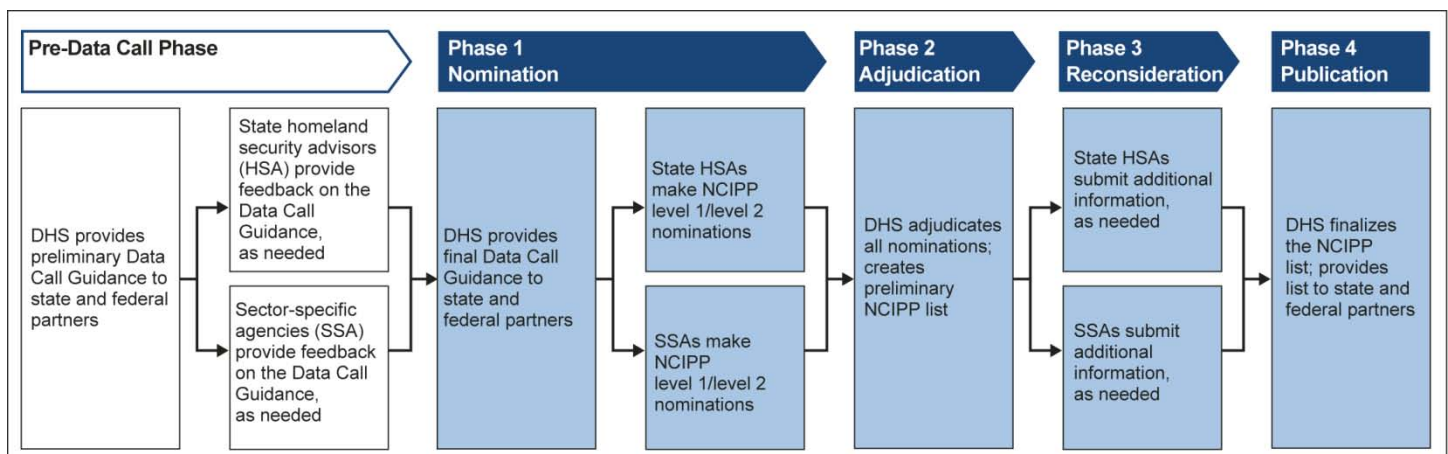 Pre-Data Call Phase
Phase 1
Nomination
Phase 2
Adjudication
Phase 3
Reconsideration
Phase 4
Publication
DHS provides
preliminary Data
Call Guidance to
state and federal
partners
State homeland
security advisors
(HSA) provide
feedback on the
Data Call
Guidance,
as needed
Sector-specific
agencies (SSA)
provide feedback
on the Data Call
Guidance,
as needed
DHS provides
final Data Call
Guidance to
state and
federal partners
State HSAs
make NCIPP
level 1/level 2
nominations
SSAs make
NCIPP
level 1/level 2
nominations
DHS adjudicates
all nominations;
creates
preliminary
NCIPP list
State HSAs
submit additional
information,
as needed
SSAs submit
additional
information,
as needed
DHS finalizes
the NCIPP
list; provides
list to state and
federal partners